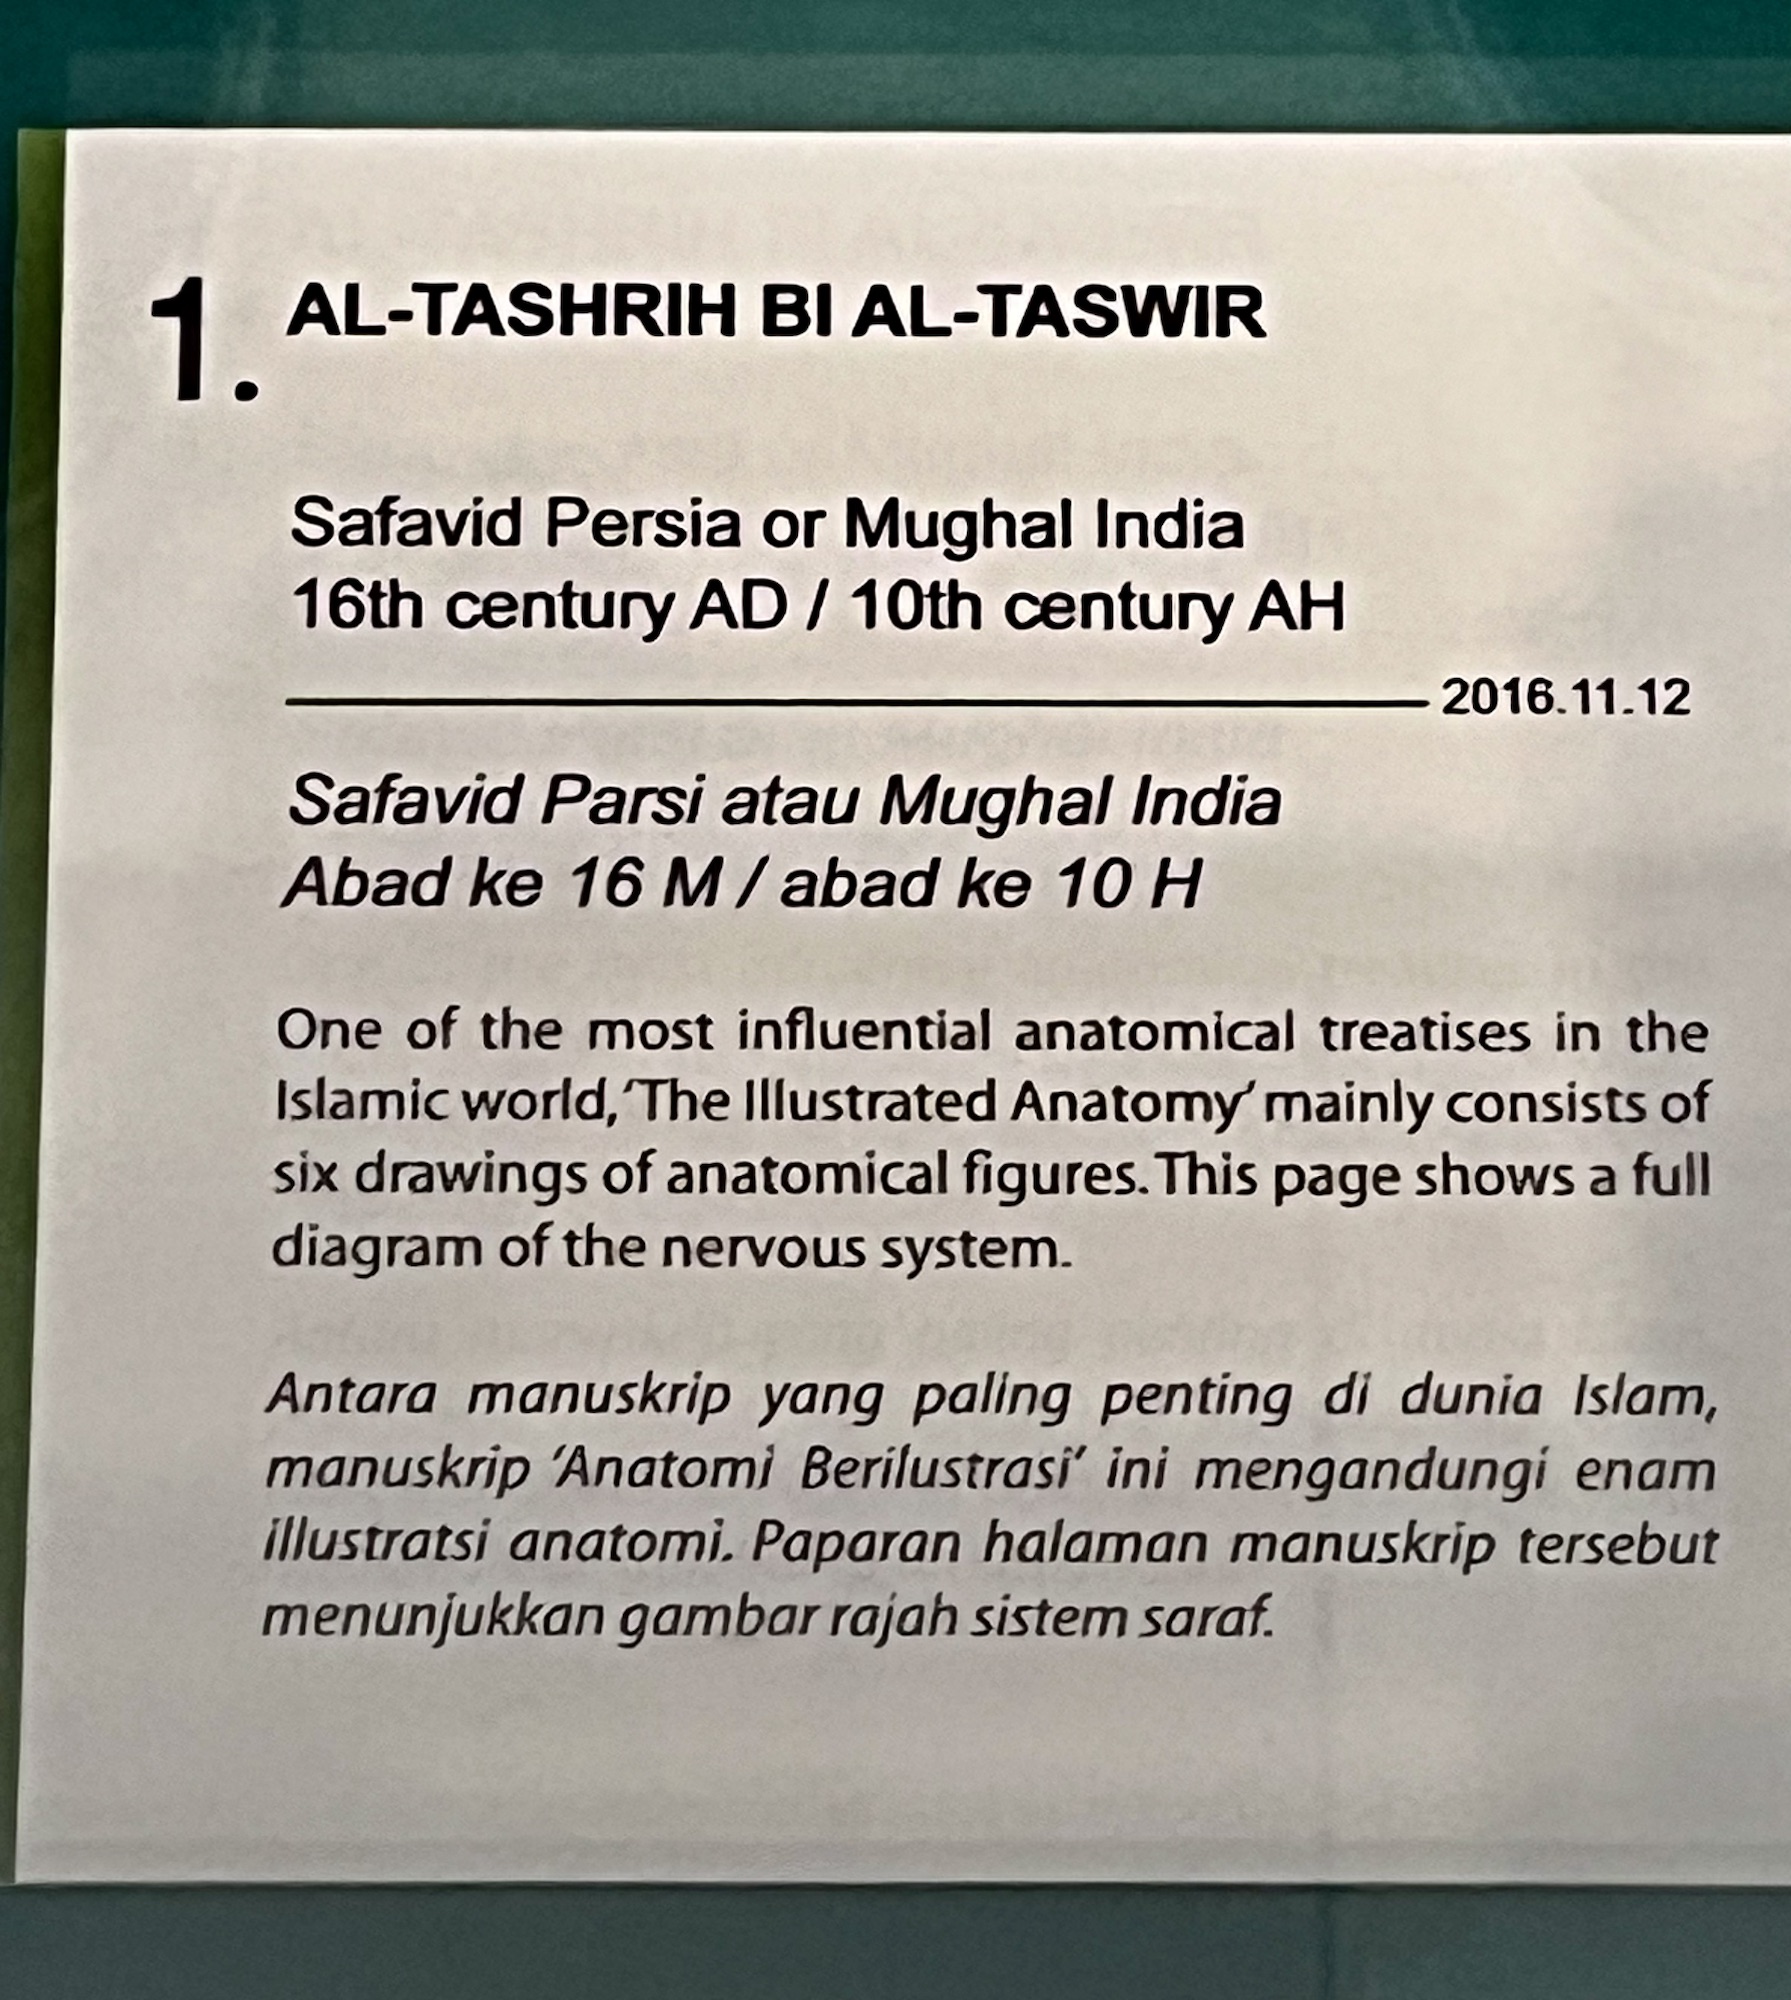 1. AL-TASHRIH BI AL-TASWIR
Safavid Persia or Mughal India
16th century AD / 10th century AH
2016.11.12
Safavid Parsi atau Mughal India
Abad ke 16 M / abad ke 10 H
One of the most influential anatomical treatises in the
Islamic world, ‘The Illustrated Anatomy’ mainly consists of
six drawings of anatomical figures. This page shows a full
diagram of the nervous system.
Antara manuskrip yang paling penting di dunia Islam,
manuskrip ‘Anatomi Berilustrasi’ ini mengandungi enam
illustratsi anatomi. Paparan halaman manuskrip tersebut
menunjukkan gambar rajah sistem saraf.